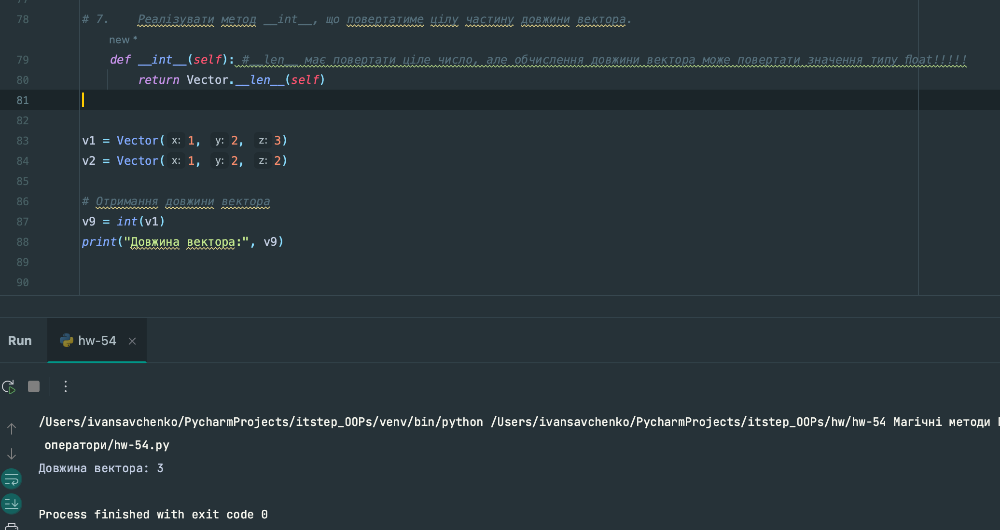 78 # 7. Реалізувати метод __int__, що повертатиме цілу частину довжини вектора.
new *
79 def __int__(self): #__len__ має повертати ціле число, але обчислення довжини вектора може повертати значення типу float!!!!!
80 return Vector.__len__(self)
81
82
83 v1 = Vector( x: 1, y: 2, z: 3)
84 v2 = Vector( x: 1, y: 2, z: 2)
85
86 # Отримання довжини вектора
87 v9 = int(v1)
88 print("Довжина вектора:", v9)
89
90
Run hw-54
/Users/ivansavchenko/PycharmProjects/itstep_OOPs/venv/bin/python /Users/ivansavchenko/PycharmProjects/itstep_OOPs/hw/hw-54 Магічні методи
оператори/hw-54.py
Довжина вектора: 3
Process finished with exit code 0